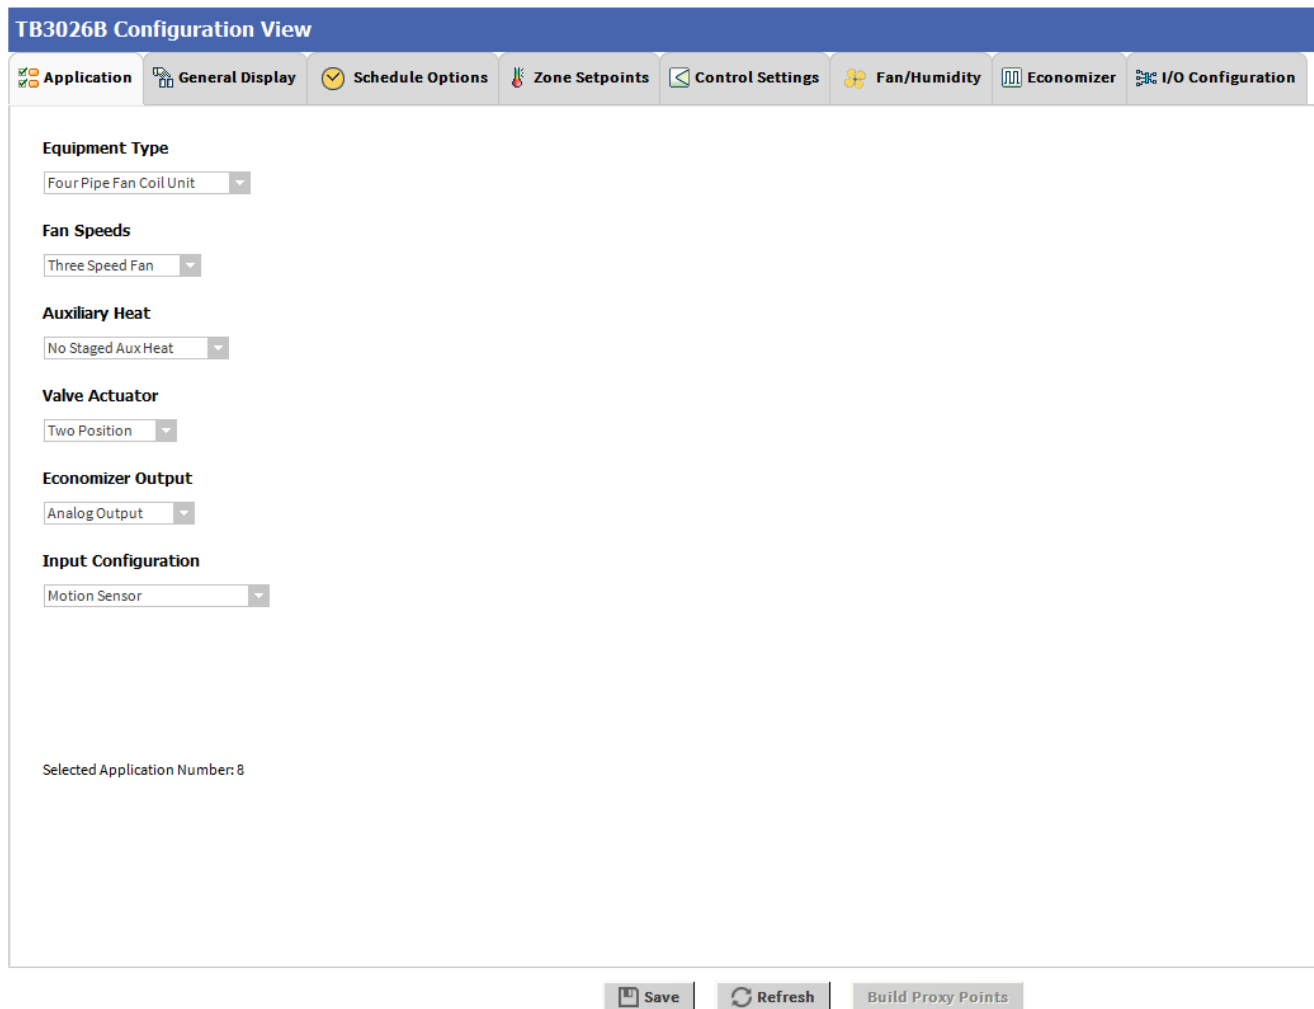 TB3026B Configuration View
Application General Display Schedule Options Zone Setpoints Control Settings Fan/Humidity Economizer I/O Configuration
Equipment Type
Four Pipe Fan Coil Unit
Fan Speeds
Three Speed Fan
Auxiliary Heat
No Staged Aux Heat
Valve Actuator
Two Position
Economizer Output
Analog Output
Input Configuration
Motion Sensor
Selected Application Number: 8
Save Refresh Build Proxy Points